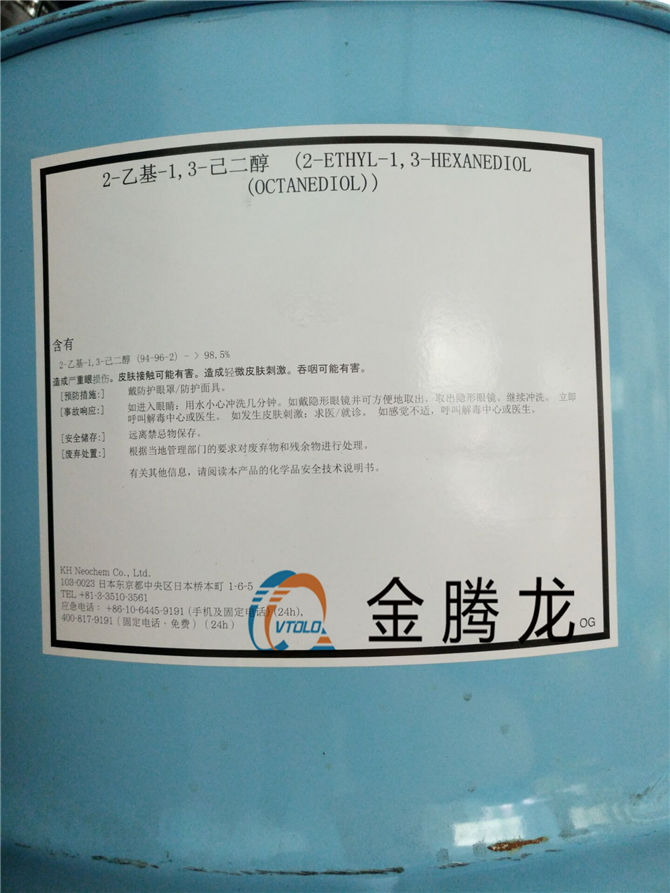 2-乙基-1,3-己二醇 (2-ETHYL-1,3-HEXANEDIOL
(OCTANEDIOL))
含有
2-乙基-1,3-己二醇 (94-96-2) - > 98.5%
造成严重眼损伤。皮肤接触可能有害。造成轻微皮肤刺激。吞咽可能有害。
[预防措施:] 戴防护眼罩/防护面具。
[事故响应:] 如进入眼睛：用水小心冲洗几分钟。如戴隐形眼镜并可方便地取出，取出隐形眼镜。继续冲洗。 立即
呼叫解毒中心或医生。 如发生皮肤刺激：求医/就诊。 如感觉不适，呼叫解毒中心或医生。
[安全储存:] 远离禁忌物保存。
[废弃处置:] 根据当地管理部门的要求对废弃物和残余物进行处理。
有关其他信息，请阅读本产品的化学品安全技术说明书。
KH Neochem Co., Ltd.
103-0023 日本东京都中央区日本桥本町 1-6-5
TEL +81-3-3510-3561
应急电话： +86-10-6445-9191 (手机及固定电话) (24h),
400-817-9191 (固定电话、免费) (24h)
VTOLO
金腾龙
OG